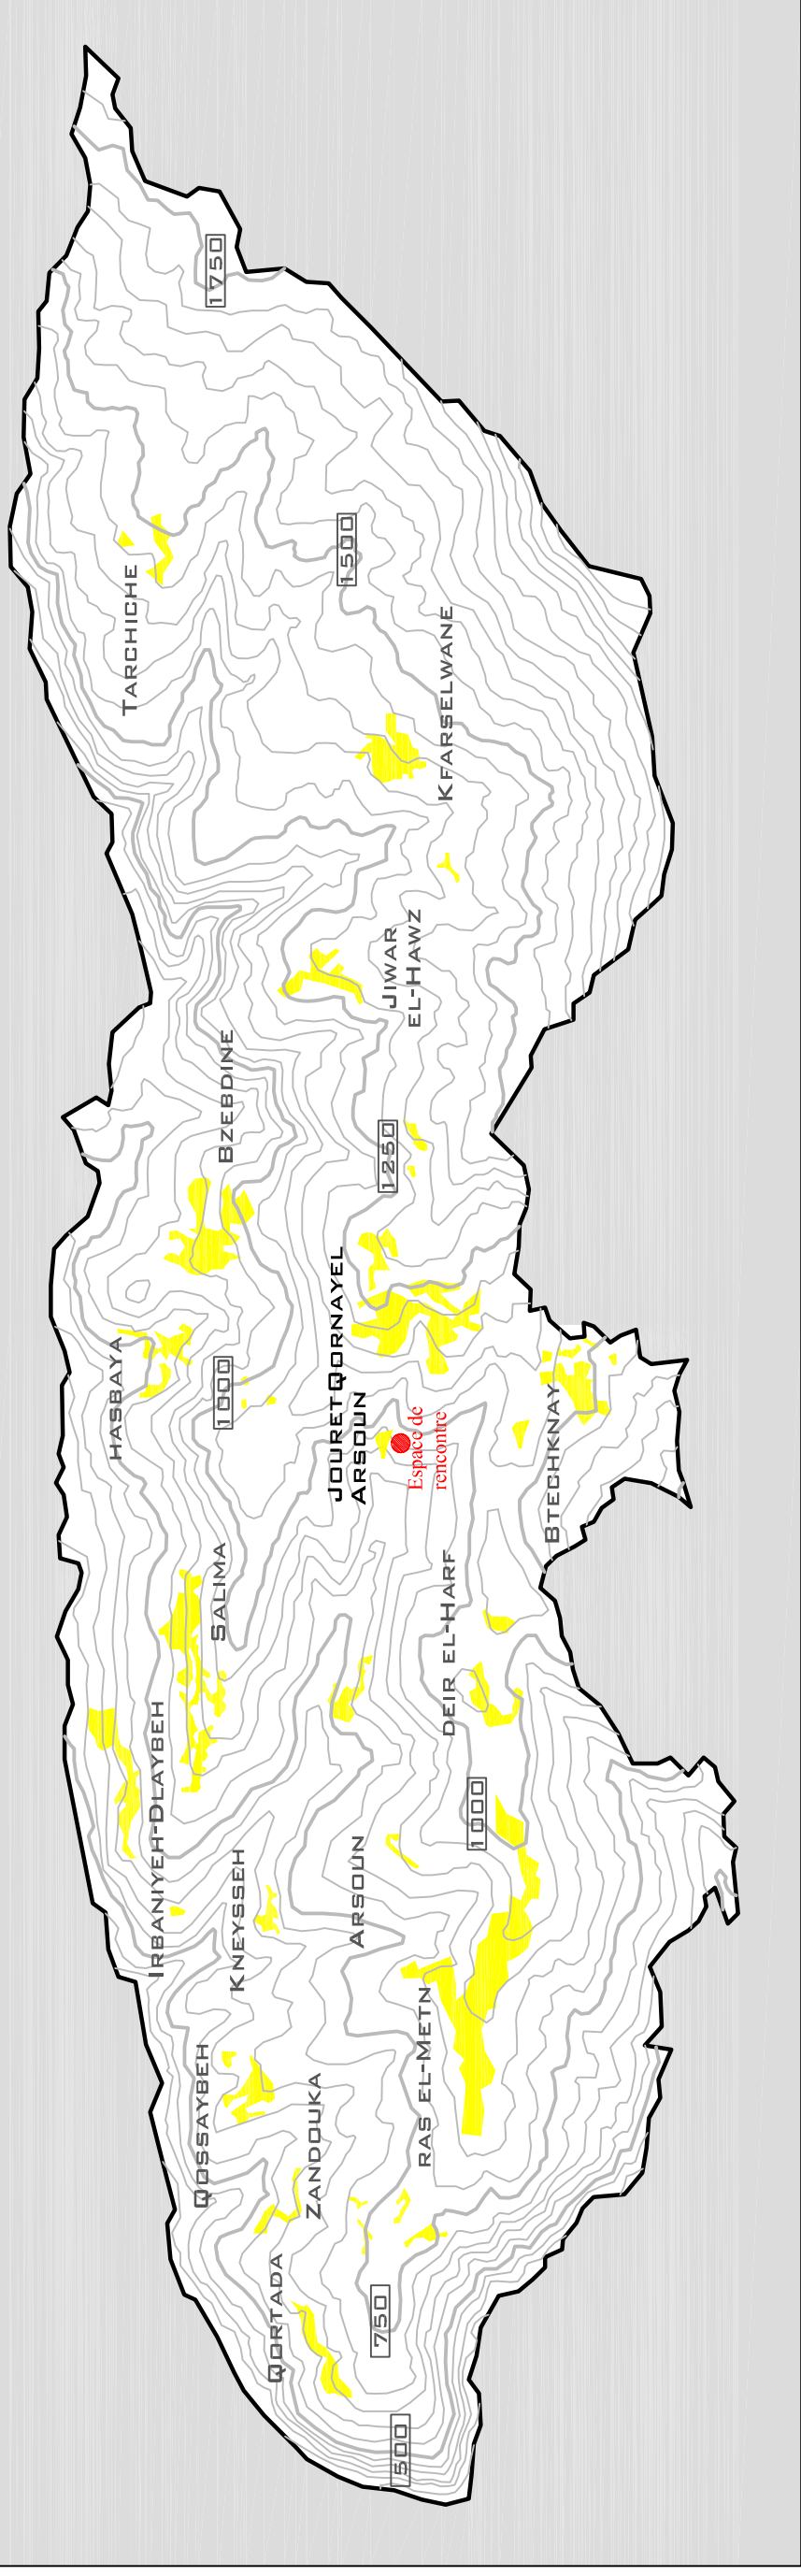 1750
1500
TARCHICHE
KFARSELWANE
JIWAR
EL-HAWZ
BZEBDINE
1250
QORNAYEL
HASBAYA
1000
JOURET
ARSOUN
Espace de
rencontre
BTECHKNAY
SALIMA
DEIR EL-HARF
IRBANIYEH-DLAYBEH
1000
KNEYSSEH
ARSOUN
RAS EL-METN
QOSSAYBEH
ZANDOUKA
QORTADA
750
500